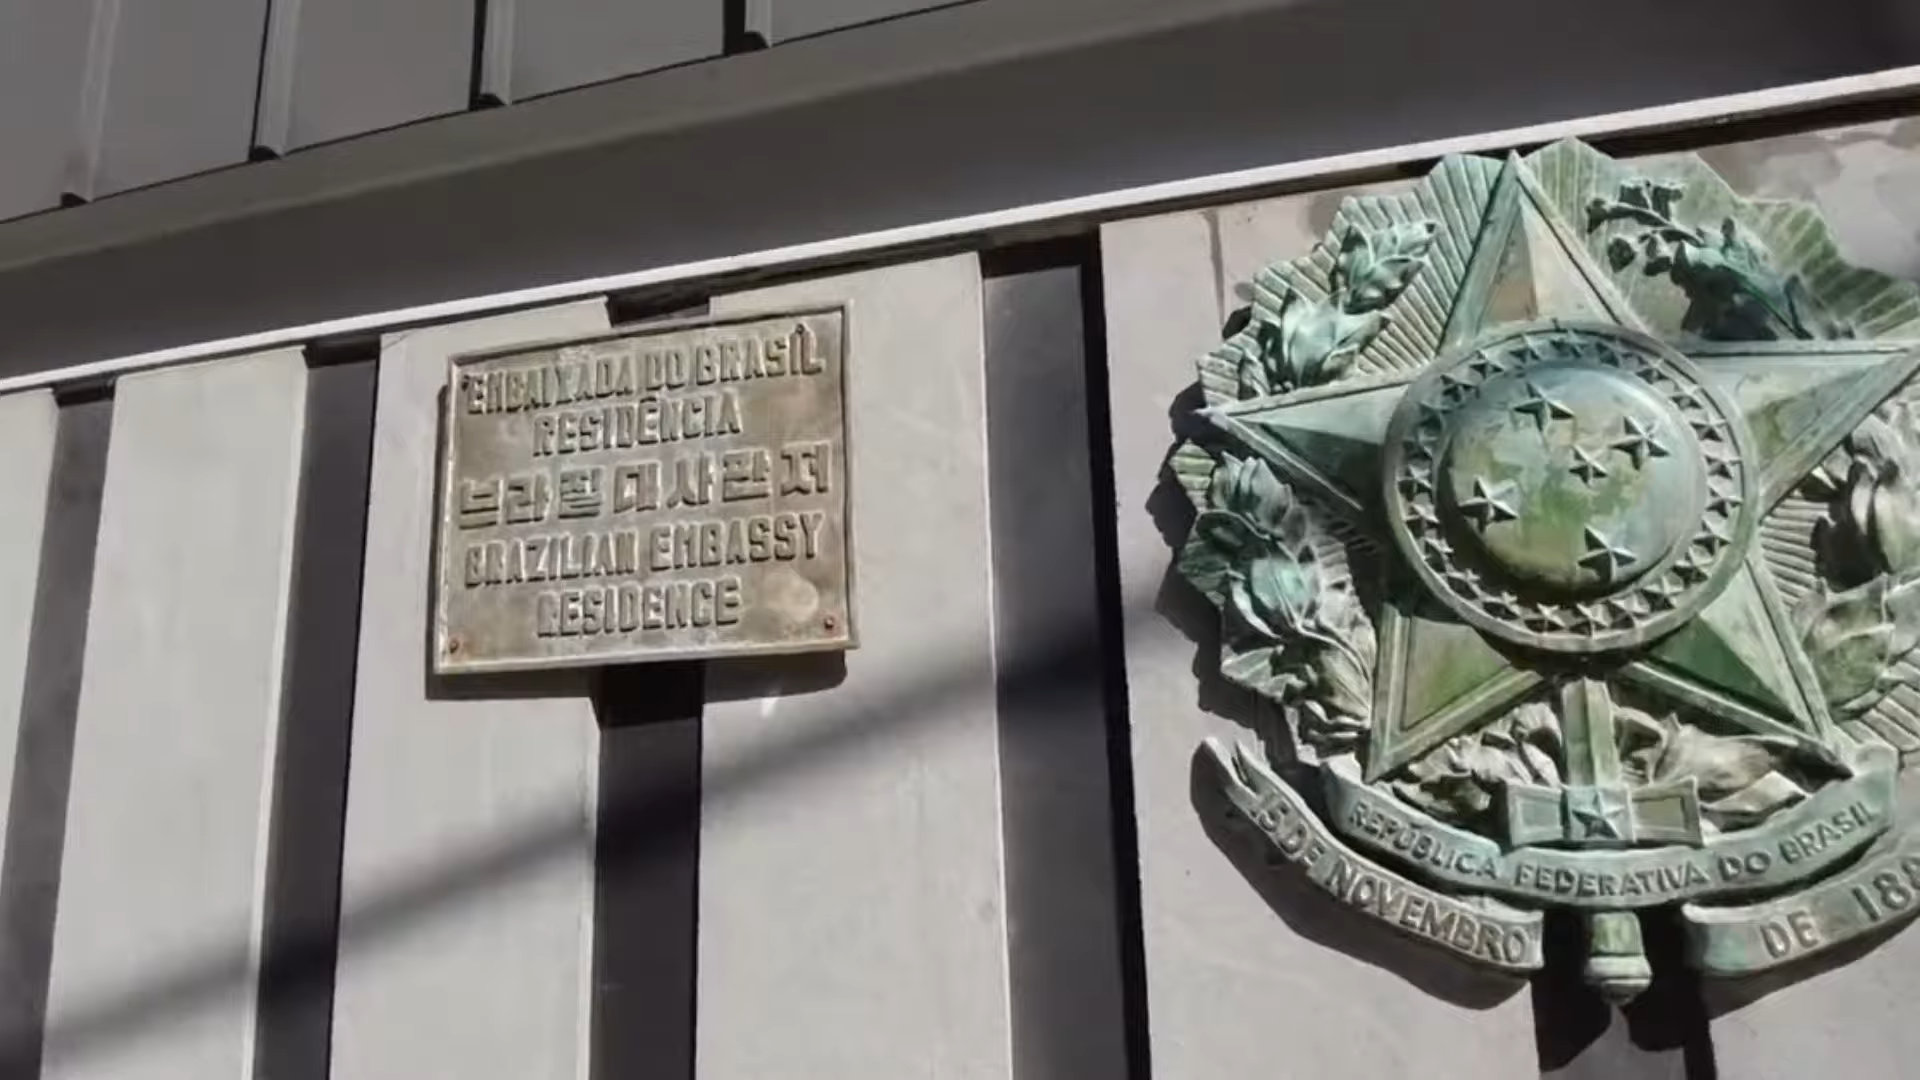 EMBAIXADA DO BRASIL
RESIDÊNCIA
브라질대사관저
BRAZILIAN EMBASSY
RESIDENCE
REPÚBLICA FEDERATIVA DO BRASIL
15 DE NOVEMBRO
DE 188